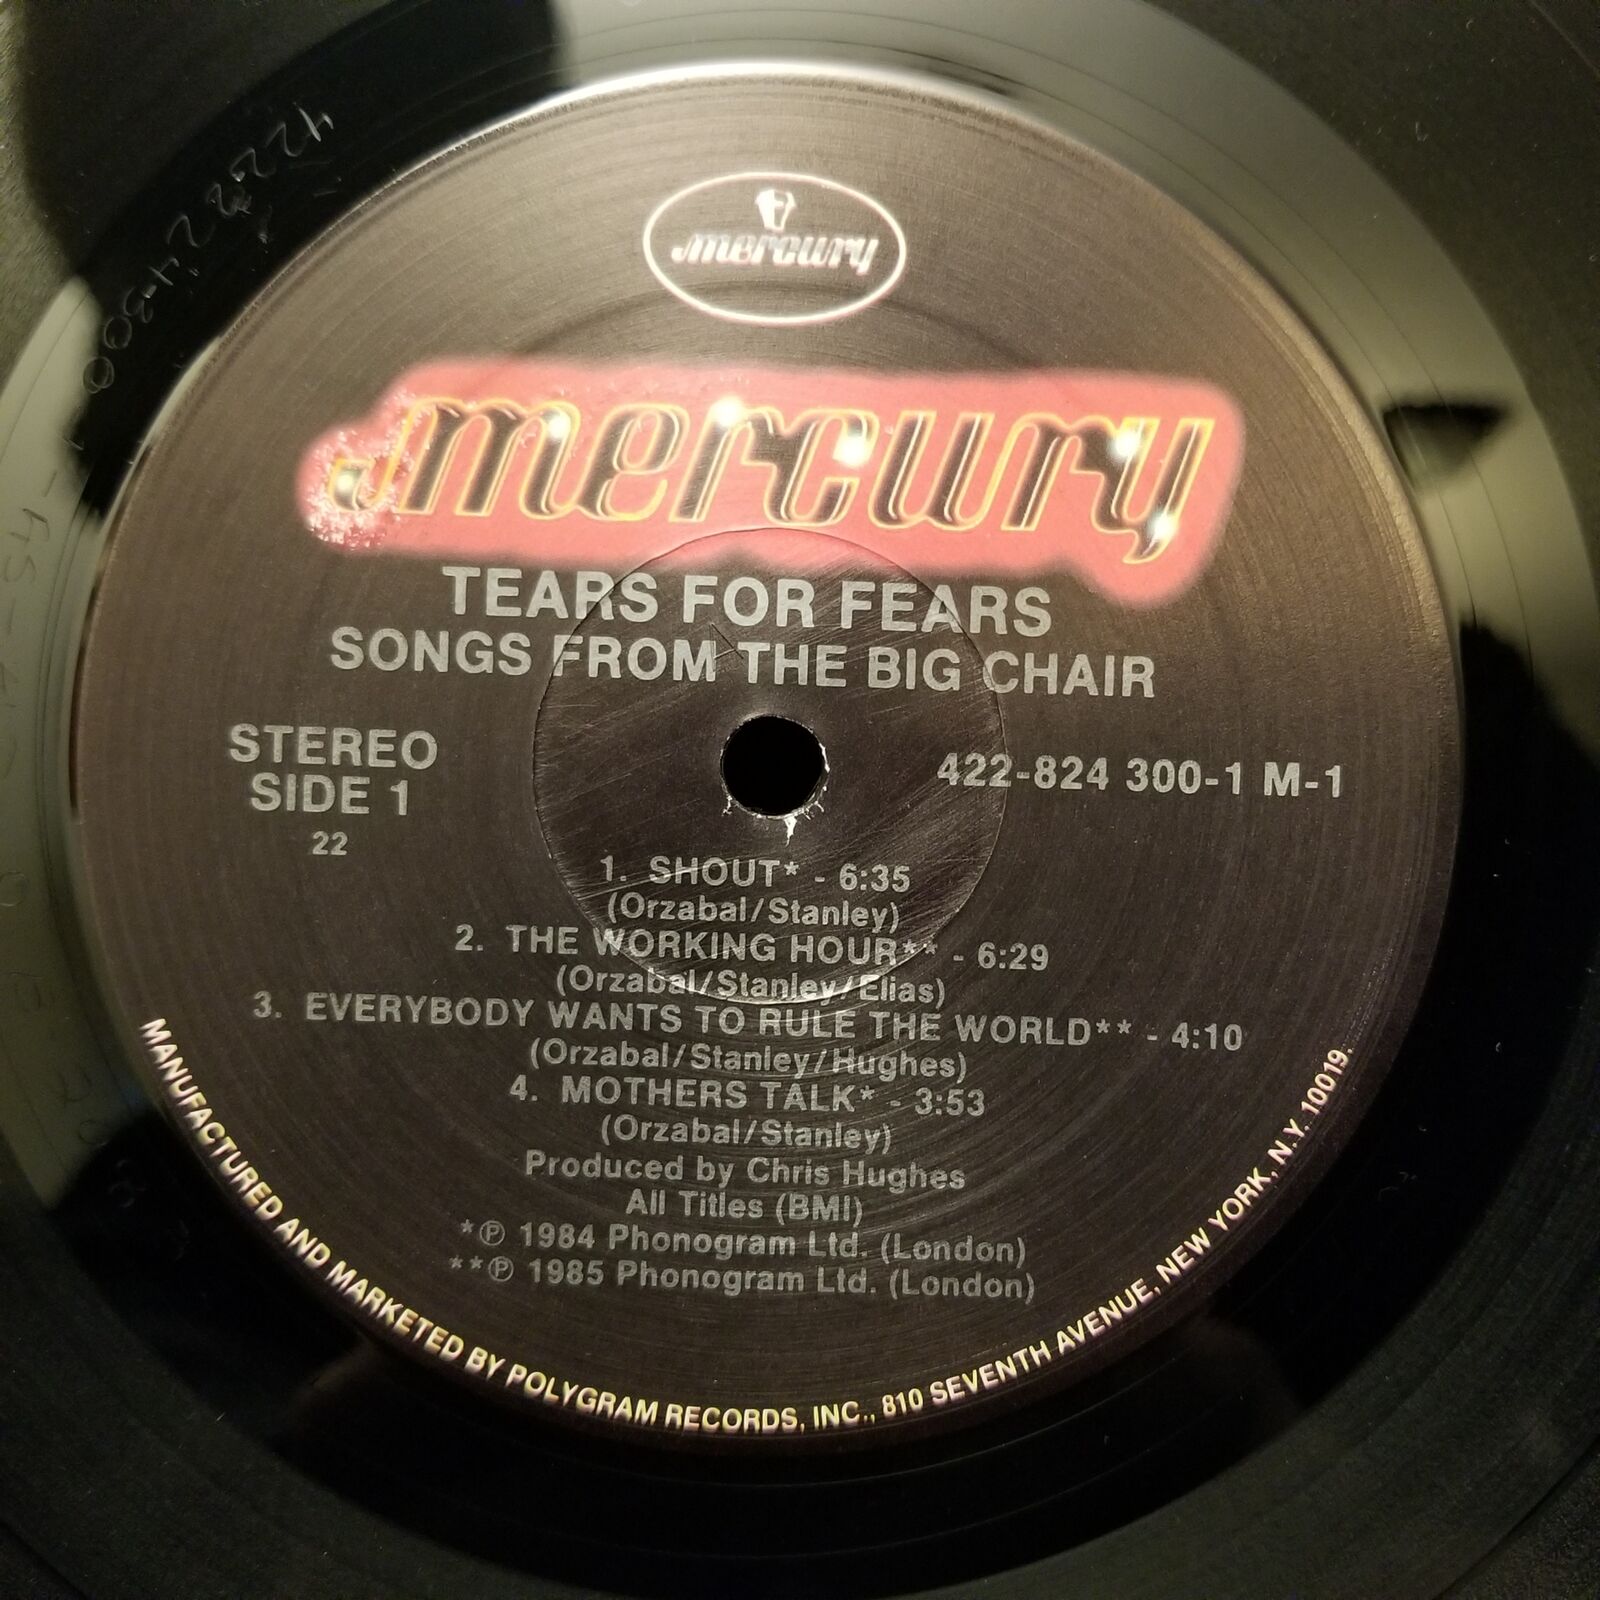 mercury
mercury
TEARS FOR FEARS
SONGS FROM THE BIG CHAIR
STEREO
SIDE 1
22
422-824 300-1 M-1
1. SHOUT* - 6:35
(Orzabal/Stanley)
2. THE WORKING HOUR** - 6:29
(Orzabal/Stanley/Elias)
3. EVERYBODY WANTS TO RULE THE WORLD** - 4:10
(Orzabal/Stanley/Hughes)
4. MOTHERS TALK* - 3:53
(Orzabal/Stanley)
Produced by Chris Hughes
All Titles (BMI)
*℗ 1984 Phonogram Ltd. (London)
**℗ 1985 Phonogram Ltd. (London)
MANUFACTURED AND MARKETED BY POLYGRAM RECORDS, INC., 810 SEVENTH AVENUE, NEW YORK, N.Y. 10019.